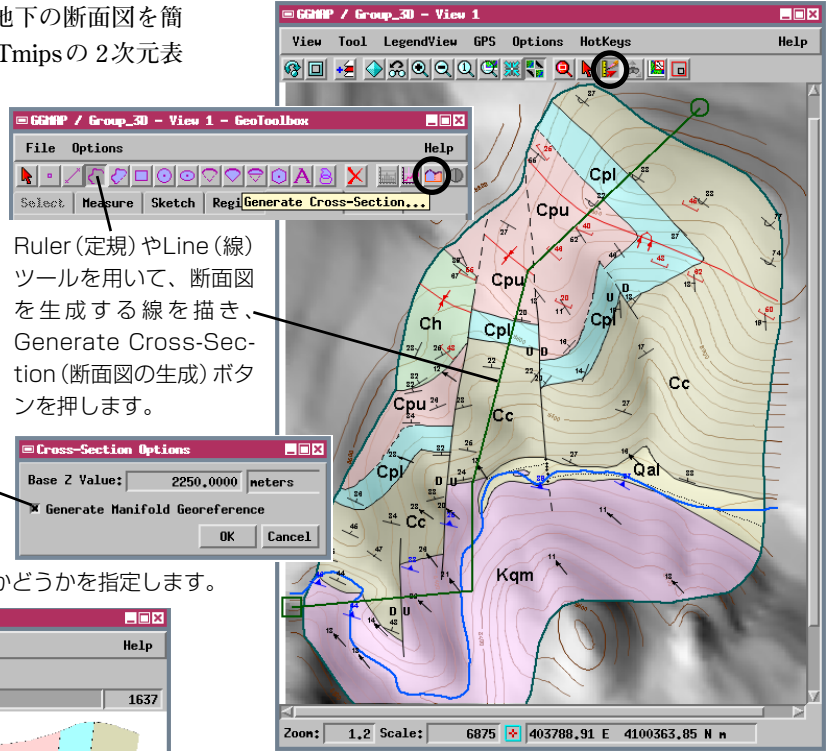 地下の断面図を簡
Tmipsの 2次元表
GGMAP / Group_3D - View 1
View Tool LegendView GPS Options HotKeys Help
GGMAP / Group_3D - View 1 - GeoToolbox
File Options Help
Select Measure Sketch Regi
Generate Cross-Section...
Ruler（定規）やLine（線）
ツールを用いて、断面図
を生成する線を描き、
Generate Cross-Sec-
tion（断面図の生成）ボタ
ンを押します。
Cross-Section Options
Base Z Value: 2250.0000 meters
Generate Manifold Georeference
OK Cancel
かどうかを指定します。
Help
1637
Cpl
Cpu
Cpu
Ch
Cpl
Cpl
U D
U D
Cc
Cpu
Cc
Cpl
D U
Qal
Cc
Kqm
D U
Zoom: 1.2 Scale: 6875 403788.91 E 4100363.85 N m